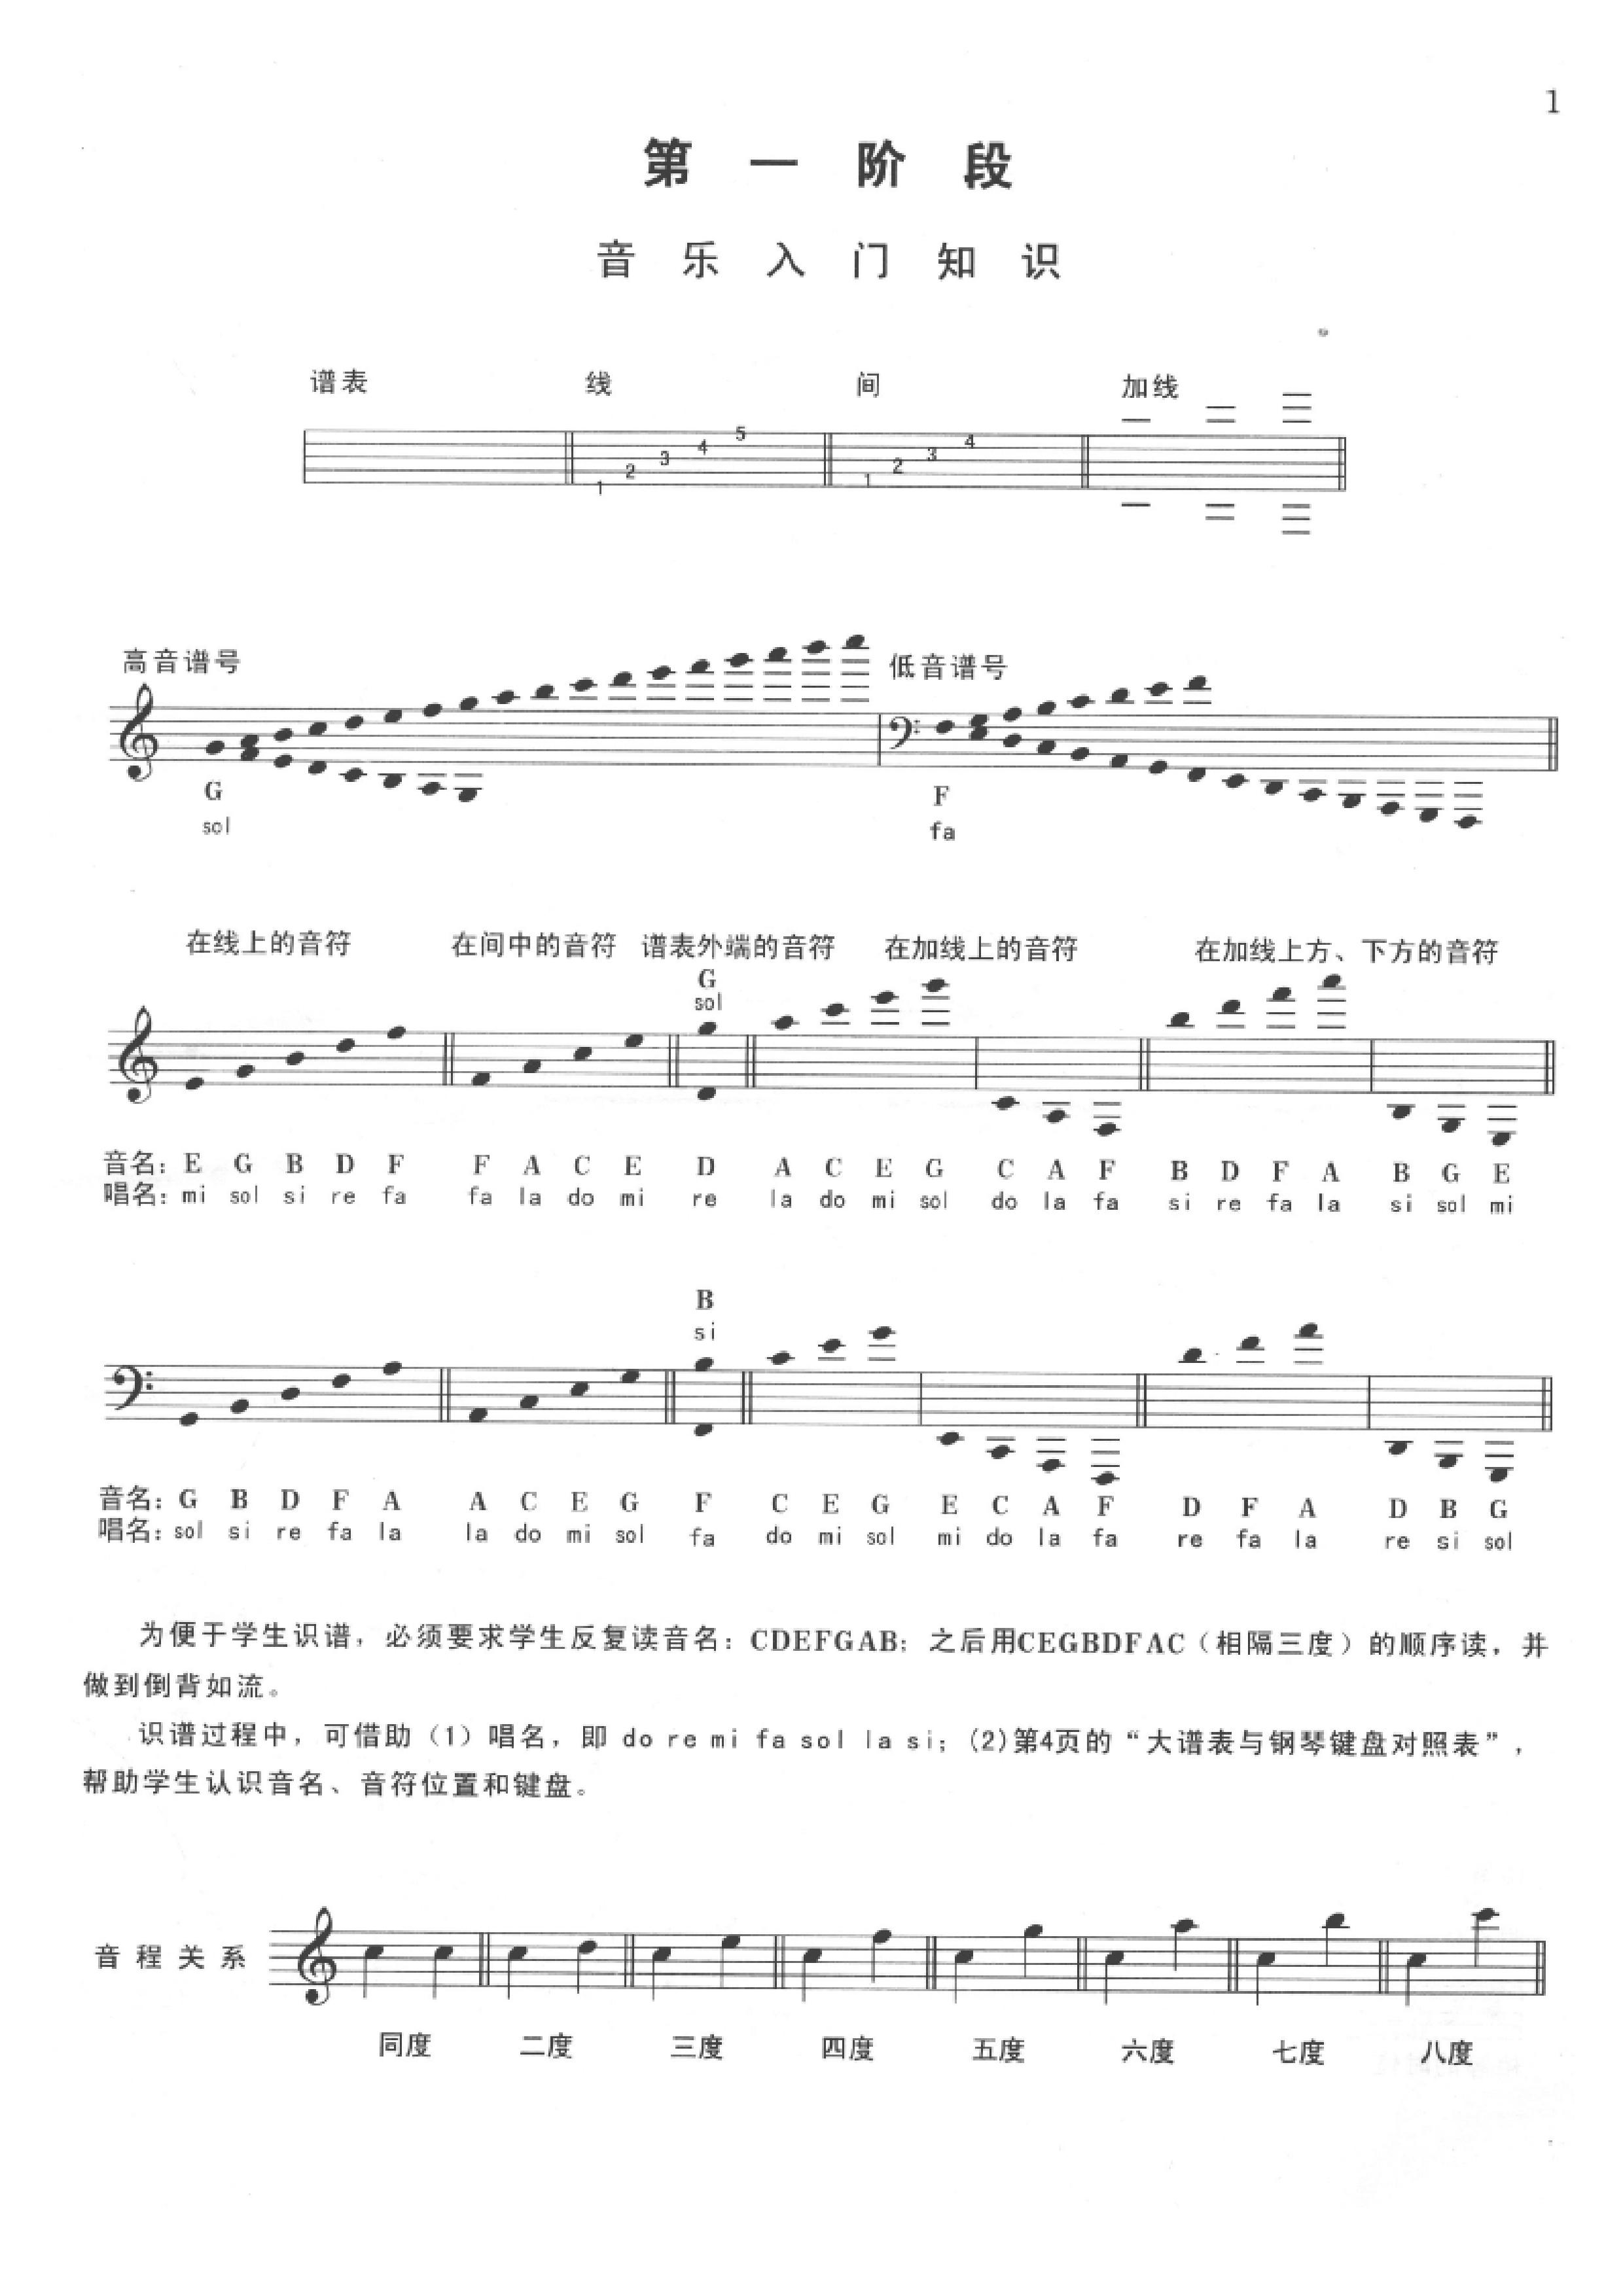 1
第一阶段
音乐入门知识
谱表 线 间 加线
1 2 3 4 5 1 2 3 4
高音谱号 低音谱号
G F
sol fa
在线上的音符 在间中的音符 谱表外端的音符 在加线上的音符 在加线上方、下方的音符
G
sol
音名: E G B D F F A C E D A C E G C A F B D F A B G E
唱名: mi sol si re fa fa la do mi re la do mi sol do la fa si re fa la si sol mi
B
si
音名: G B D F A A C E G F C E G E C A F D F A D B G
唱名: sol si re fa la la do mi sol fa do mi sol mi do la fa re fa la re si sol
为便于学生识谱，必须要求学生反复读音名：CDEFGAB；之后用CEGBDFAC（相隔三度）的顺序读，并
做到倒背如流。
识谱过程中，可借助（1）唱名，即 do re mi fa sol la si；(2)第4页的“大谱表与钢琴键盘对照表”，
帮助学生认识音名、音符位置和键盘。
音程关系
同度 二度 三度 四度 五度 六度 七度 八度